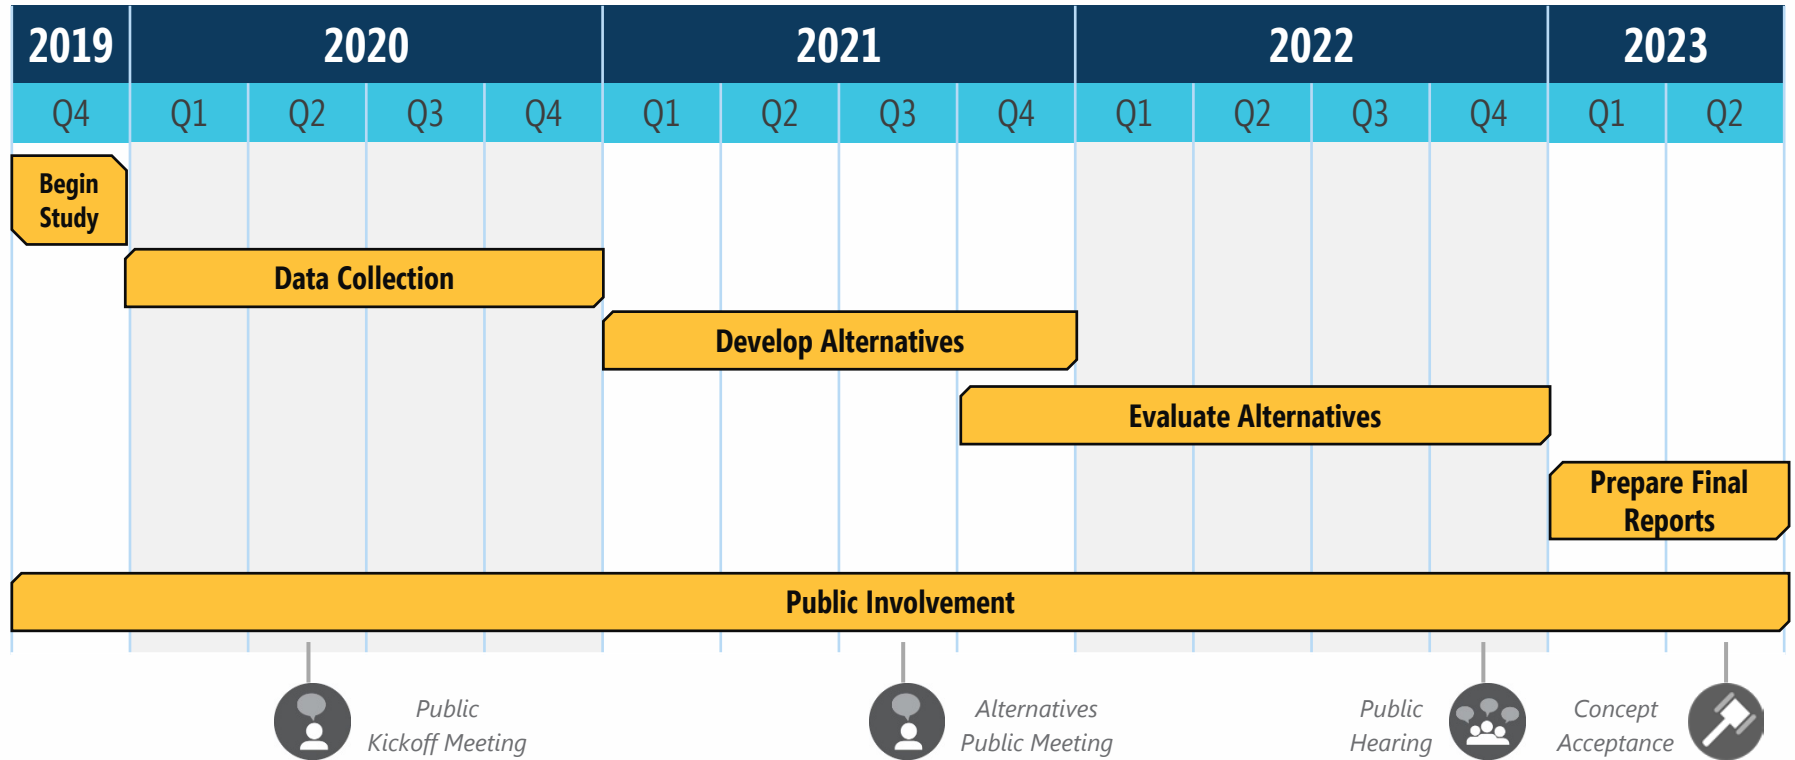 2019 2020 2021 2022 2023
Q4 Q1 Q2 Q3 Q4 Q1 Q2 Q3 Q4 Q1 Q2 Q3 Q4 Q1 Q2
Begin
Study
Data Collection
Develop Alternatives
Evaluate Alternatives
Prepare Final
Reports
Public Involvement
Public
Kickoff Meeting
Alternatives
Public Meeting
Public
Hearing
Concept
Acceptance